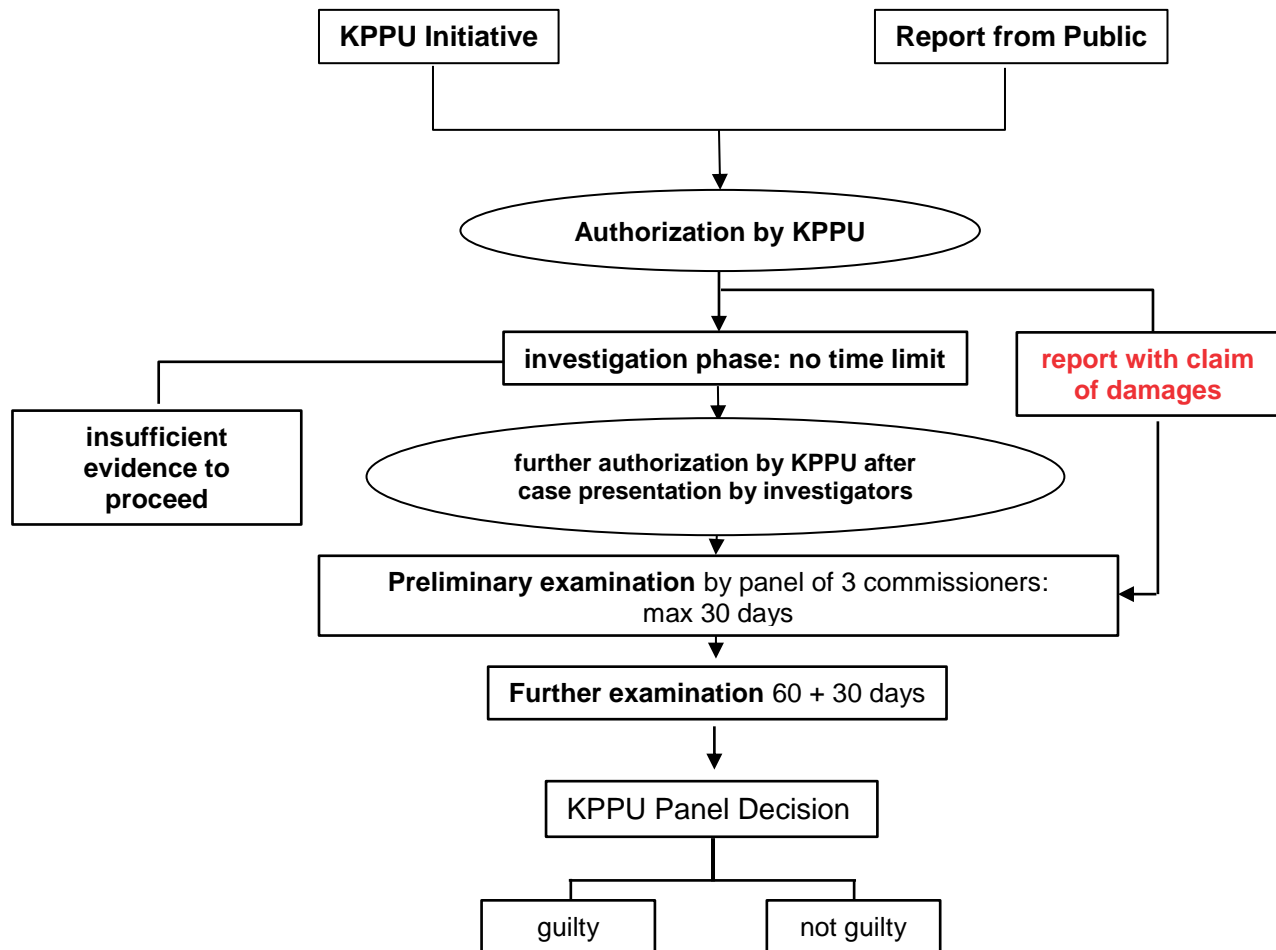 KPPU Initiative
Report from Public
Authorization by KPPU
investigation phase: no time limit
report with claim
of damages
insufficient
evidence to
proceed
further authorization by KPPU after
case presentation by investigators
Preliminary examination by panel of 3 commissioners:
max 30 days
Further examination 60 + 30 days
KPPU Panel Decision
guilty
not guilty